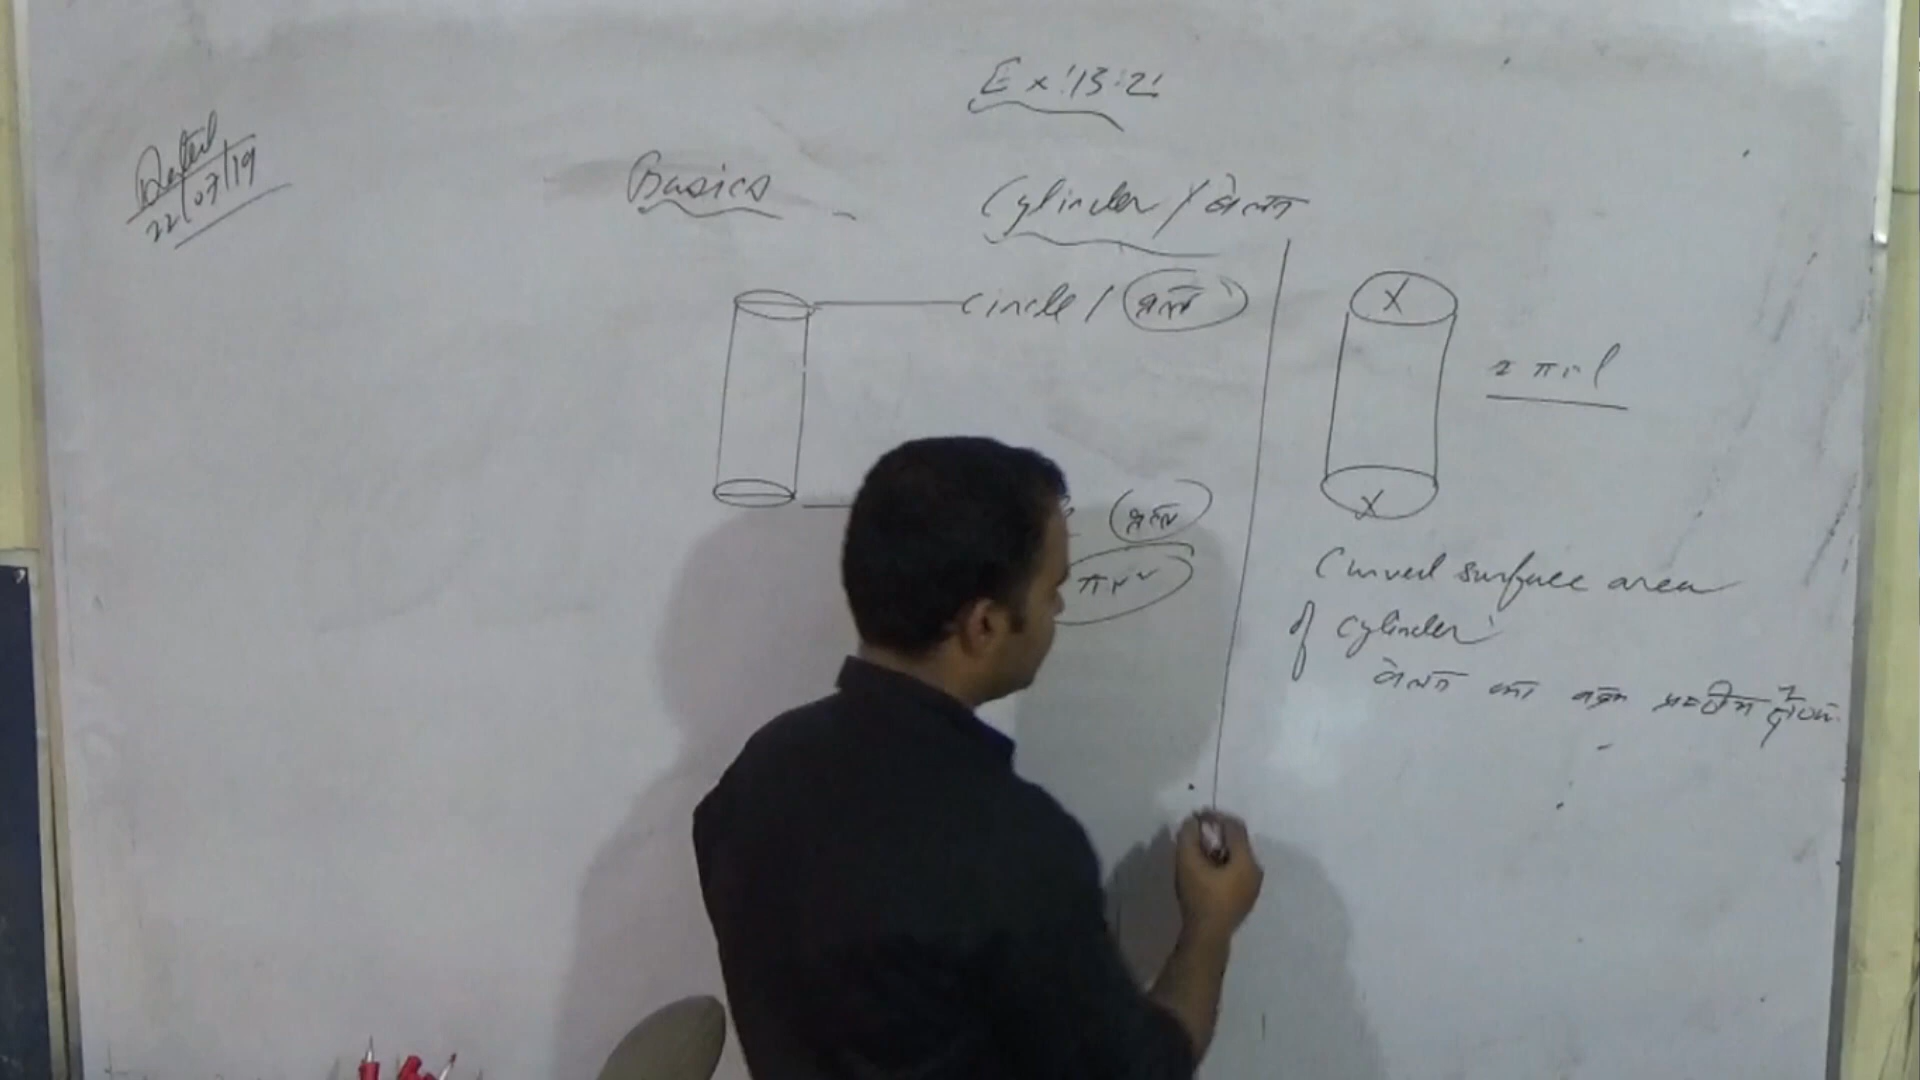 Ex:13.2
Dated
22/07/19
Basics
Cylinder / बेलन
Circle / वृत्त
वृत्त
πr²
X
2πrl
X
Curved surface area
of cylinder
बेलन का वक्र पृष्ठीय